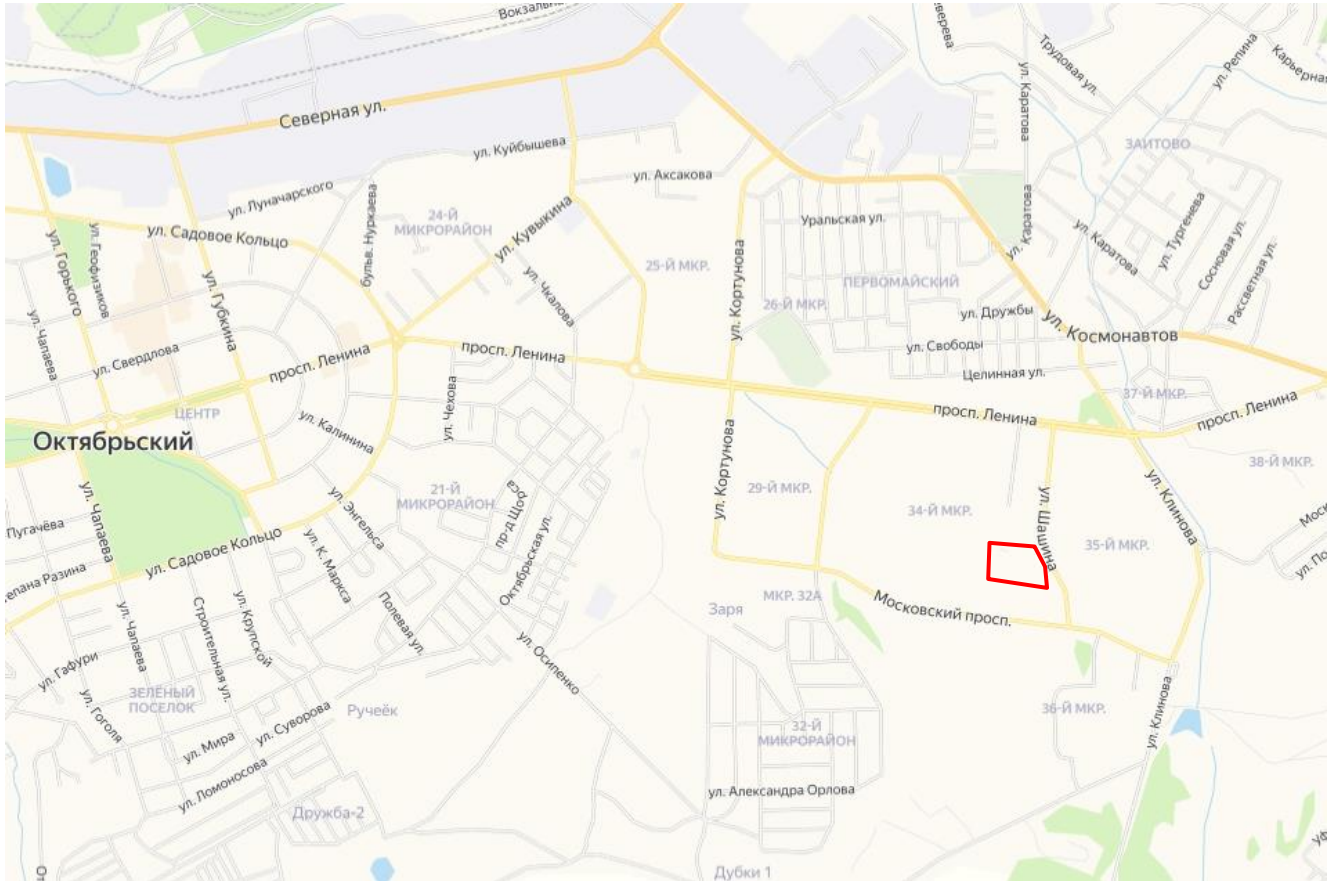 Вокзальн
Северная ул.
ул. Куйбышева
ул. Аксакова
ул. Луначарского
бульв. Нуркаева
24-Й
МИКРОРАЙОН
ул. Кувыкина
ул. Садовое Кольцо
ул. Геофизиков
ул. Горького
ул. Губкина
ул. Чапаева
ул. Свердлова
просп. Ленина
ул. Чкалова
25-Й МКР.
ул. Кортунова
Уральская ул.
ПЕРВОМАЙСКИЙ
26-Й МКР.
ул. Дружбы
ул. Свободы
Целинная ул.
ул. Космонавтов
еверева
Трудовая ул.
ул. Каратова
ул. Репина
Карьерная
ЗАИТОВО
ул. Каратова
ул. Каратова
ул. Тургенева
Сосновая ул.
Рассветная ул.
просп. Ленина
просп. Ленина
37-Й МКР.
просп. Ленина
38-Й МКР.
ЦЕНТР
Октябрьский
ул. Калинина
ул. Чехова
21-Й
МИКРОРАЙОН
ул. Энгельса
пр-д Щорса
Октябрьская ул.
ул. Кортунова
29-Й МКР.
34-Й МКР.
ул. Шашина
35-Й МКР.
ул. Клинова
Моск
ул. По
Пугачёва
ул. Чапаева
ул. Садовое Кольцо
епана Разина
ул. К. Маркса
Полевая ул.
ул. Крупской
Строительная ул.
ул. Чапаева
ул. Гафури
ул. Гоголя
ЗЕЛЁНЫЙ
ПОСЕЛОК
ул. Мира
ул. Суворова
ул. Ломоносова
Ручеёк
ул. Осипенко
Дружба-2
Заря
МКР. 32А
Московский просп.
32-Й
МИКРОРАЙОН
ул. Александра Орлова
36-Й МКР.
ул. Клинова
Дубки 1